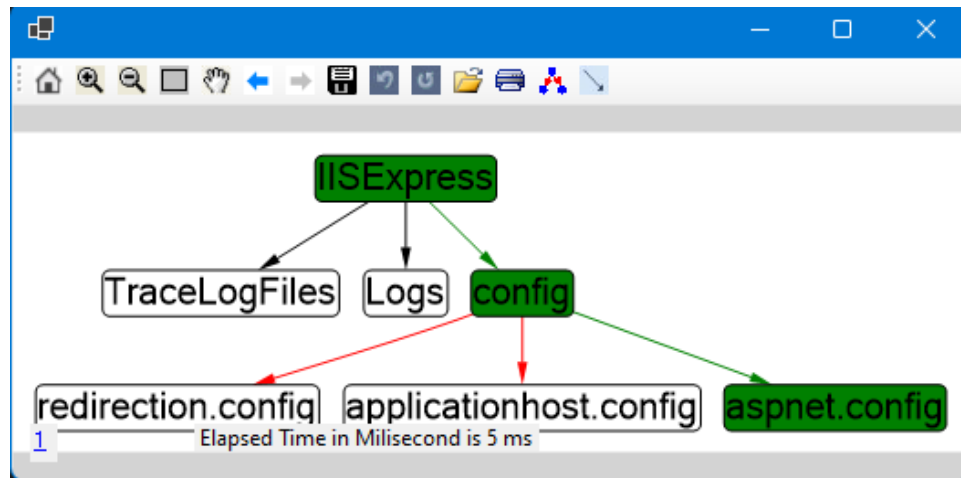 IISExpress
TraceLogFiles Logs config
redirection.config applicationhost.config aspnet.config
1 Elapsed Time in Milisecond is 5 ms